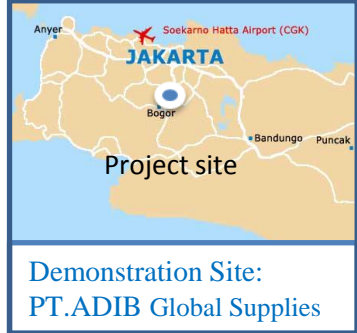 Anyer
Soekarno Hatta Airport (CGK)
JAKARTA
Bogor
Bandungo
Puncak
Project site
Demonstration Site:
PT.ADIB Global Supplies